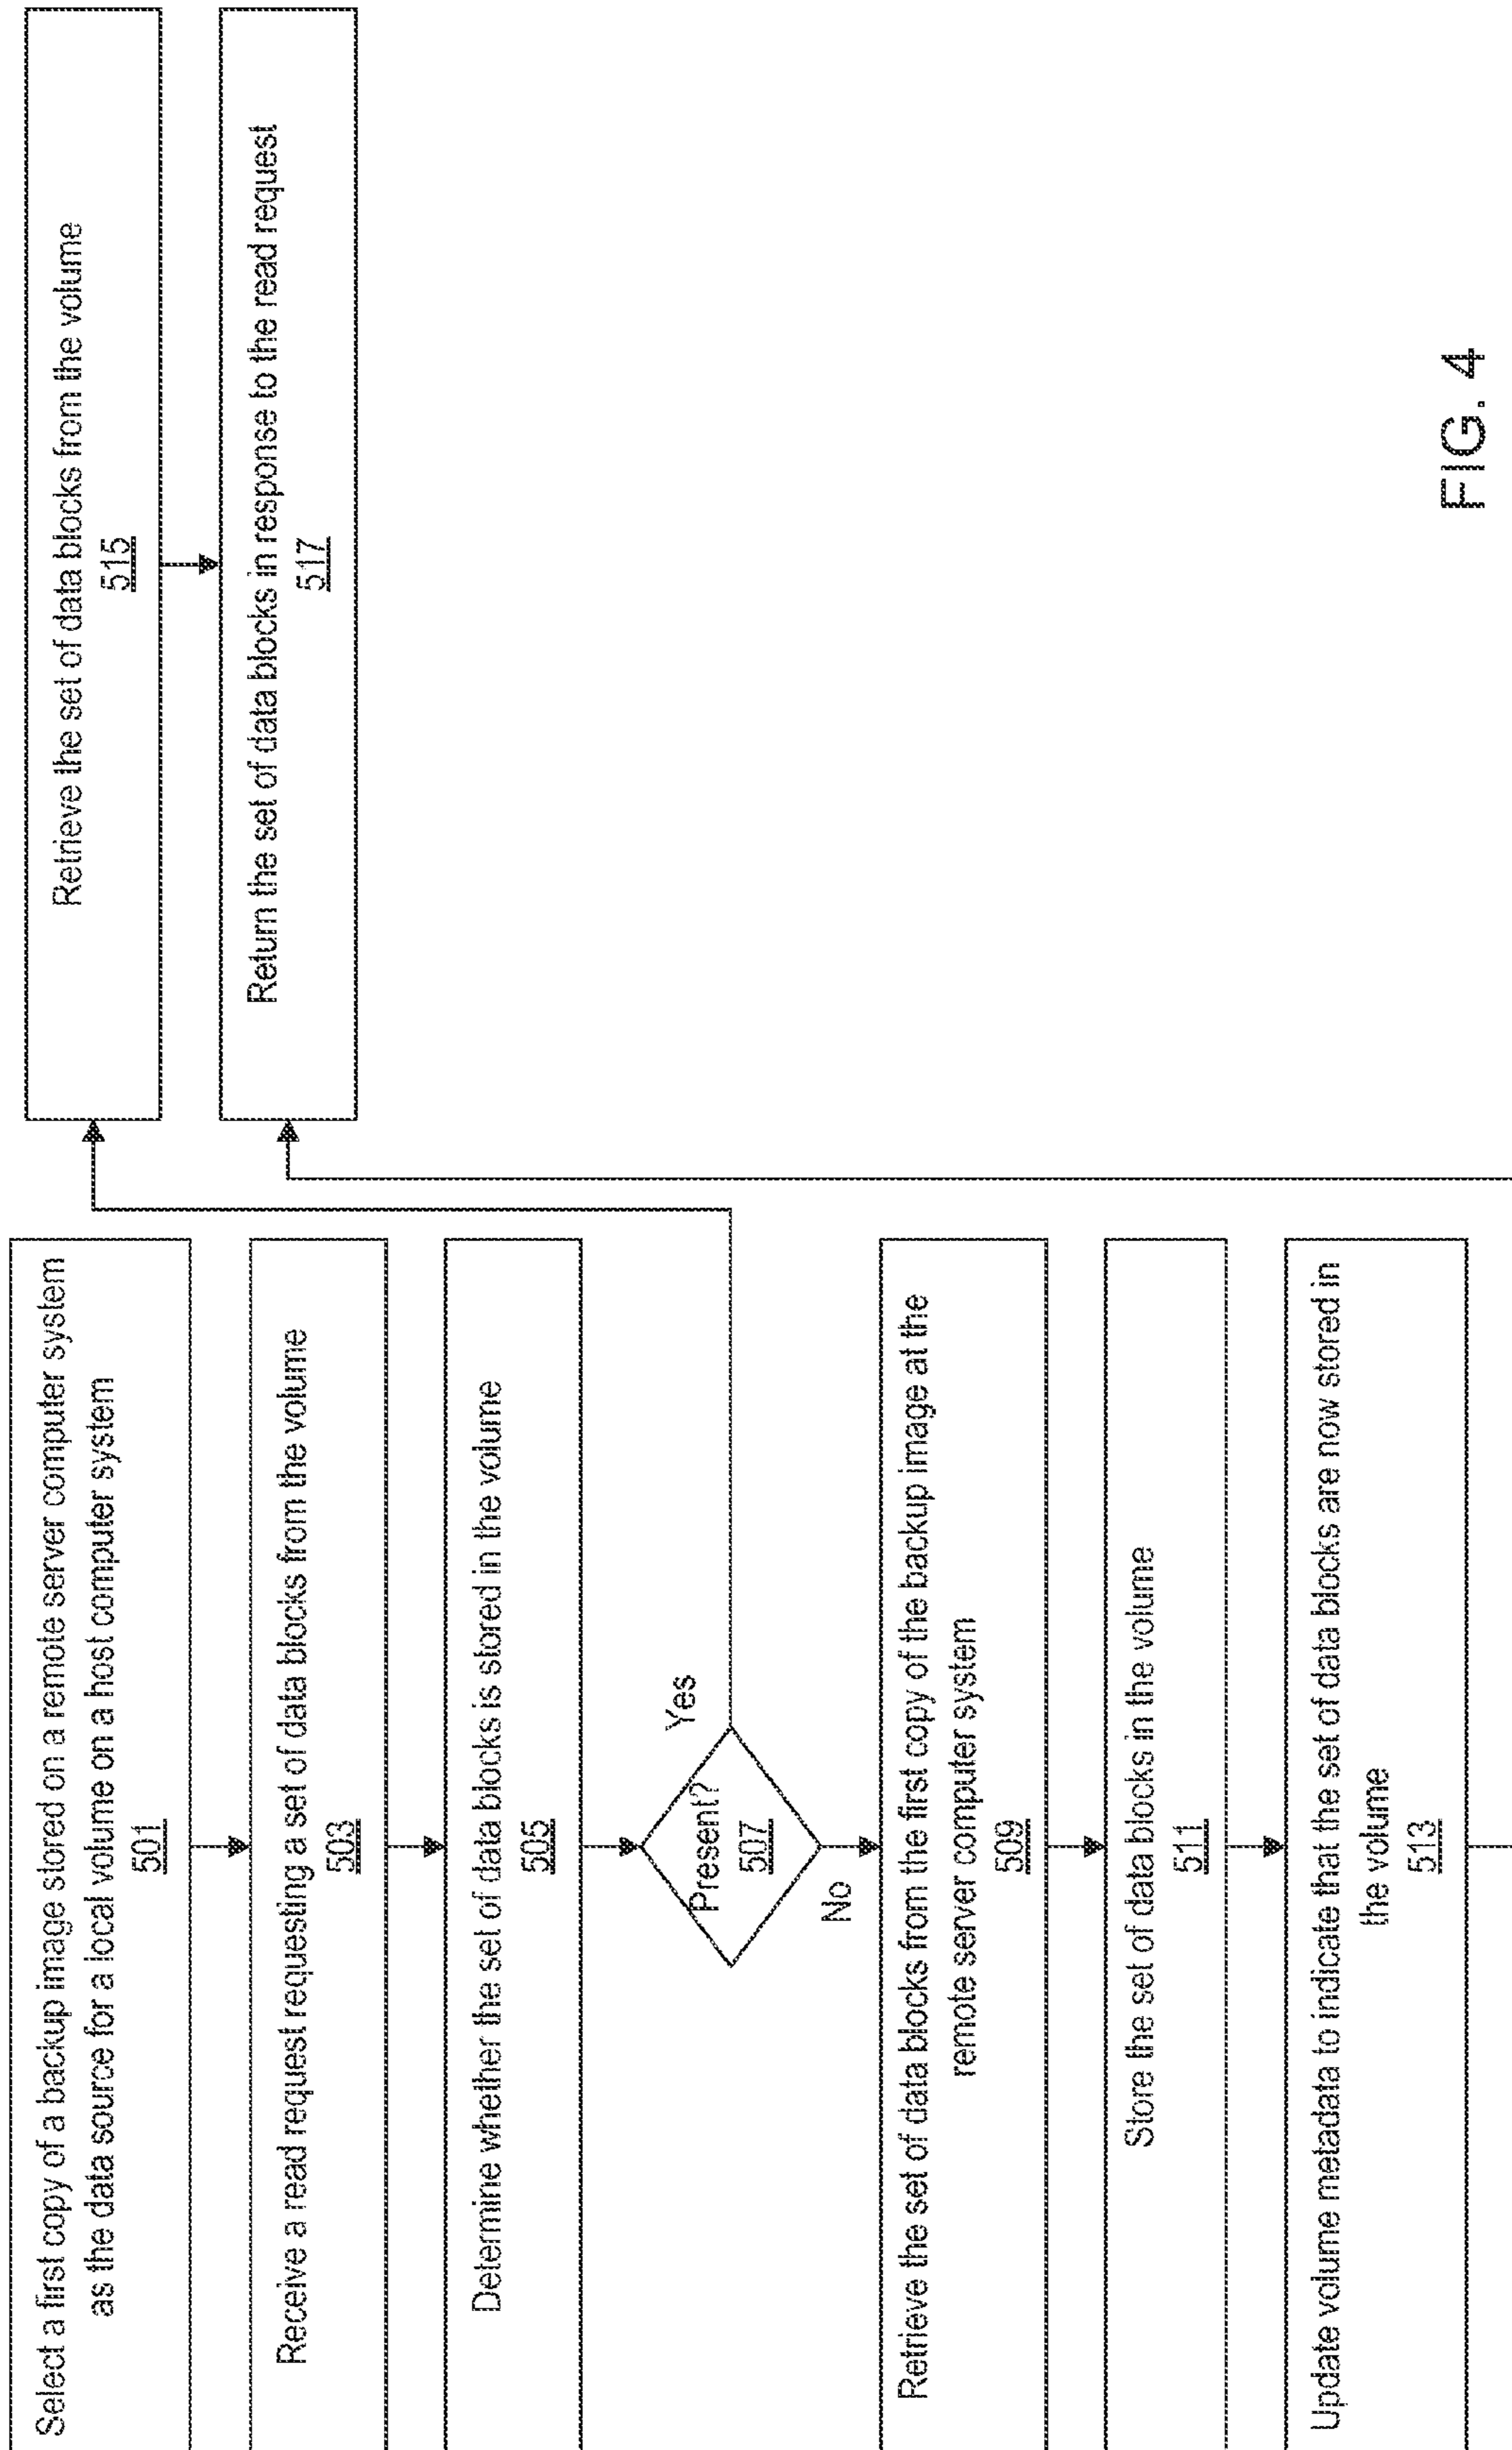 Select a first copy of a backup image stored on a remote server computer system
as the data source for a local volume on a host computer system
501
Receive a read request requesting a set of data blocks from the volume
503
Determine whether the set of data blocks is stored in the volume
505
Present?
507
Yes
No
Retrieve the set of data blocks from the first copy of the backup image at the
remote server computer system
509
Store the set of data blocks in the volume
511
Update volume metadata to indicate that the set of data blocks are now stored in
the volume
513
Retrieve the set of data blocks from the volume
515
Return the set of data blocks in response to the read request
517
FIG. 4